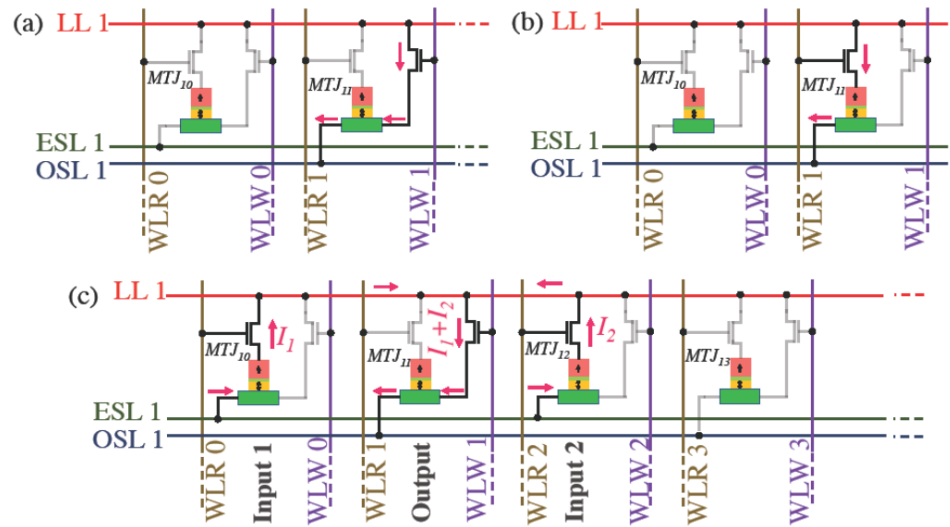 (a)
LL 1
MTJ10
MTJ11
ESL 1
OSL 1
WLR 0
WLW 0
WLR 1
WLW 1
(b)
LL 1
MTJ10
MTJ11
ESL 1
OSL 1
WLR 0
WLW 0
WLR 1
WLW 1
(c)
LL 1
I1
I1+I2
I2
MTJ10
MTJ11
MTJ12
MTJ13
ESL 1
OSL 1
WLR 0
Input 1
WLW 0
WLR 1
Output
WLW 1
WLR 2
Input 2
WLW 2
WLR 3
WLW 3